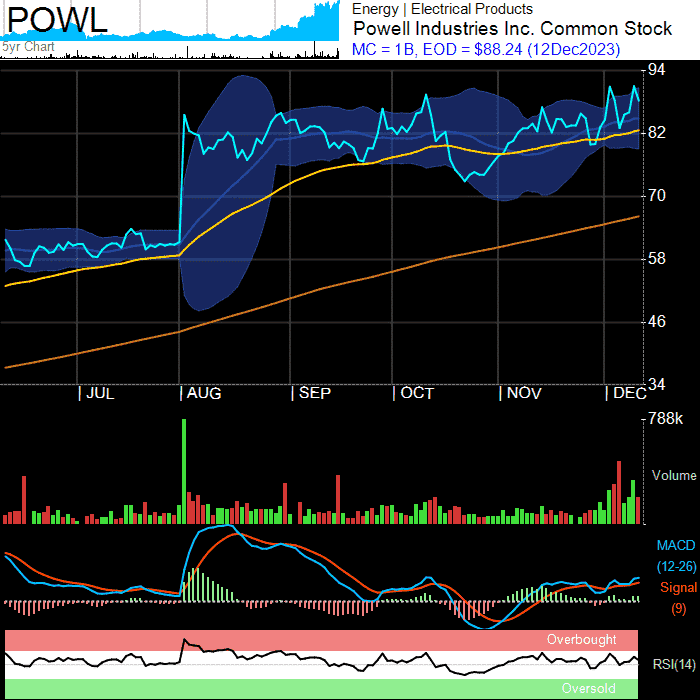 POWL
5yr Chart
Energy | Electrical Products
Powell Industries Inc. Common Stock
MC = 1B, EOD = $88.24 (12Dec2023)
94
82
70
58
46
34
| JUL | AUG | SEP | OCT | NOV | DEC
788k
Volume
MACD
(12-26)
Signal
(9)
Overbought
RSI(14)
Oversold